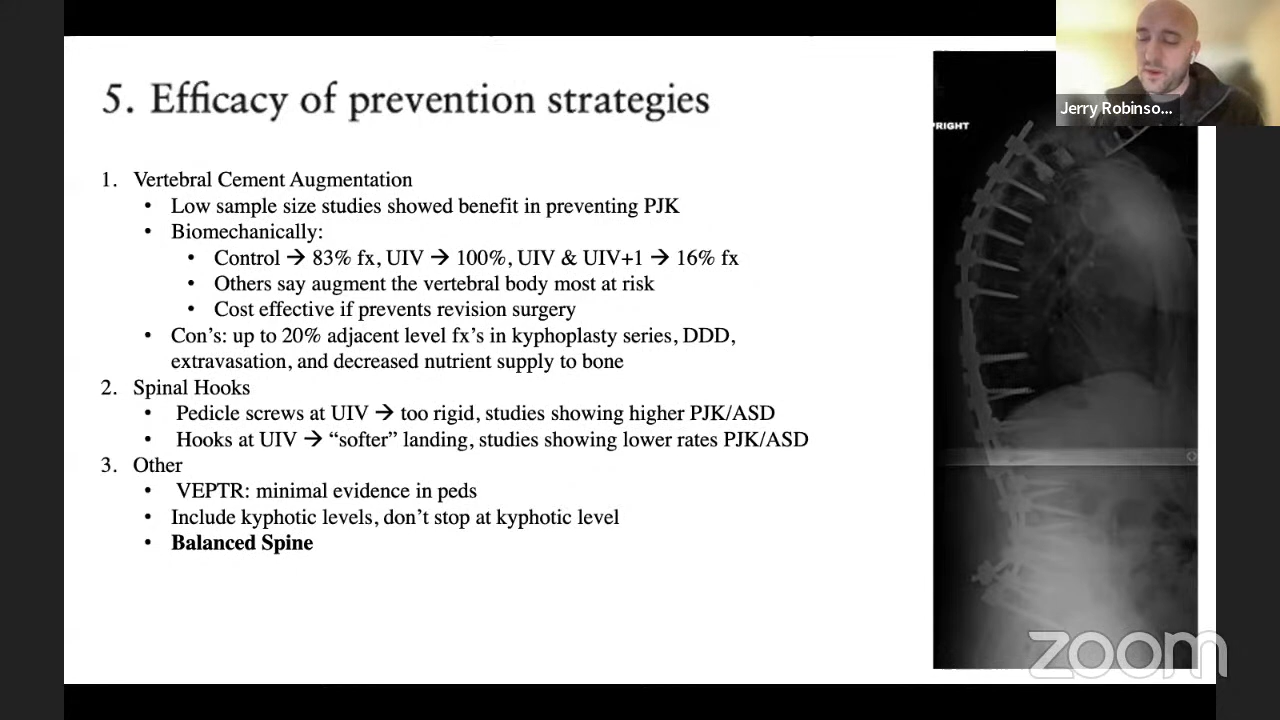 5. Efficacy of prevention strategies
1. Vertebral Cement Augmentation
• Low sample size studies showed benefit in preventing PJK
• Biomechanically:
• Control → 83% fx, UIV → 100%, UIV & UIV+1 → 16% fx
• Others say augment the vertebral body most at risk
• Cost effective if prevents revision surgery
• Con’s: up to 20% adjacent level fx’s in kyphoplasty series, DDD,
extravasation, and decreased nutrient supply to bone
2. Spinal Hooks
• Pedicle screws at UIV → too rigid, studies showing higher PJK/ASD
• Hooks at UIV → “softer” landing, studies showing lower rates PJK/ASD
3. Other
• VEPTR: minimal evidence in peds
• Include kyphotic levels, don’t stop at kyphotic level
• Balanced Spine
PRIGHT
Jerry Robinso...
zoom